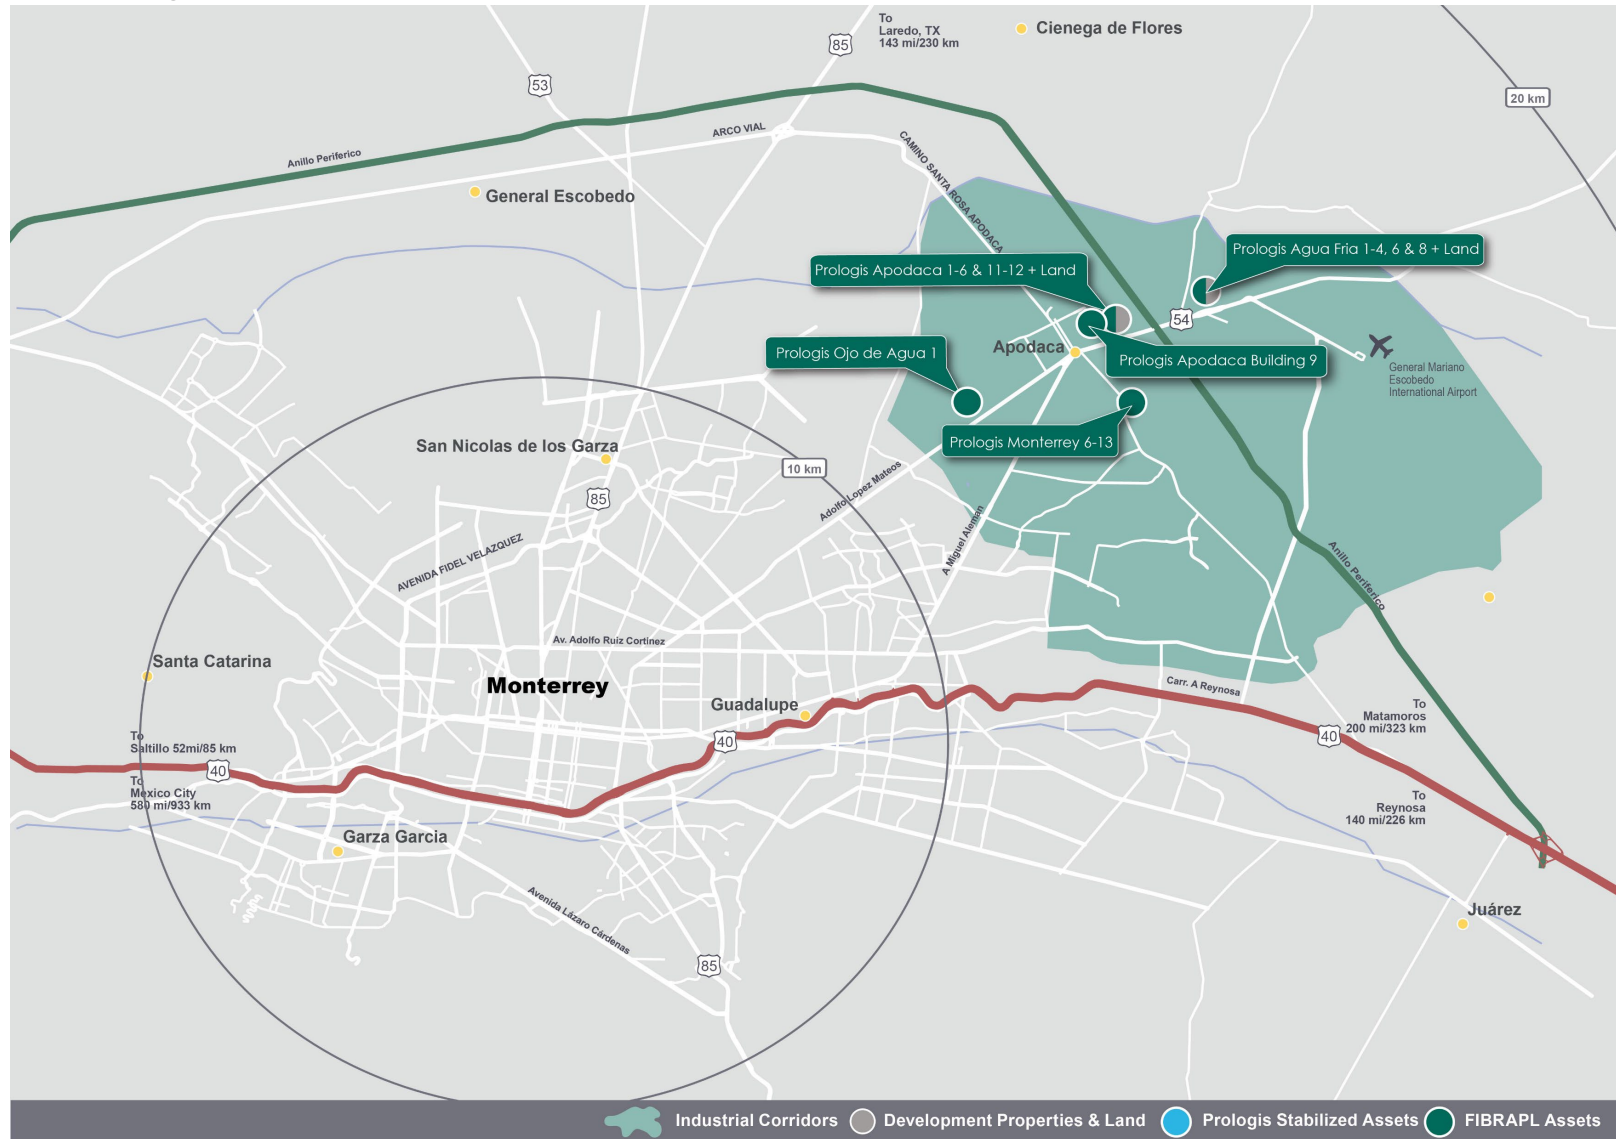 To
Laredo, TX
143 mi/230 km
85
Cienega de Flores
53
20 km
ARCO VIAL
Anillo Periferico
CAMINO SANTA ROSA APODACA
General Escobedo
Prologis Agua Fria 1-4, 6 & 8 + Land
Prologis Apodaca 1-6 & 11-12 + Land
54
Prologis Ojo de Agua 1
Apodaca
Prologis Apodaca Building 9
General Mariano
Escobedo
International Airport
Prologis Monterrey 6-13
San Nicolas de los Garza
10 km
85
Adolfo Lopez Mateos
A Miguel Aleman
AVENIDA FIDEL VELAZQUEZ
Anillo Periferico
Av. Adolfo Ruiz Cortinez
Santa Catarina
Monterrey
Guadalupe
Carr. A Reynosa
To
Matamoros
200 mi/323 km
40
40
To
Saltillo 52mi/85 km
40
To
Mexico City
580 mi/933 km
To
Reynosa
140 mi/226 km
Garza Garcia
Avenida Lázaro Cárdenas
Juárez
85
Industrial Corridors
Development Properties & Land
Prologis Stabilized Assets
FIBRAPL Assets